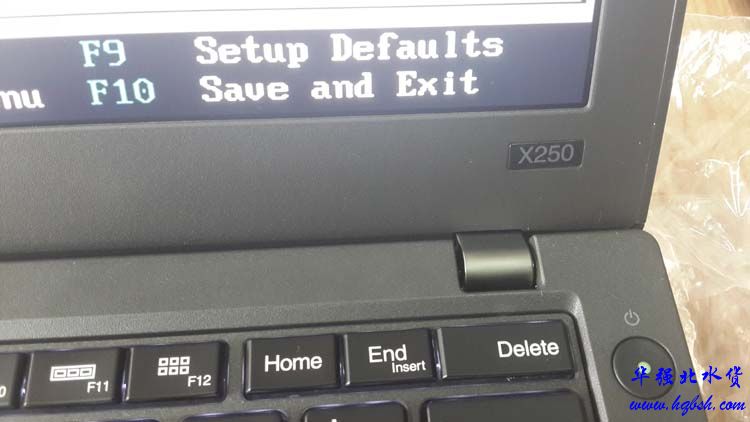 F9 Setup Defaults
mu F10 Save and Exit
X250
F11
F12
Home
End
Insert
Delete
华强北水货
www.hqbsh.com